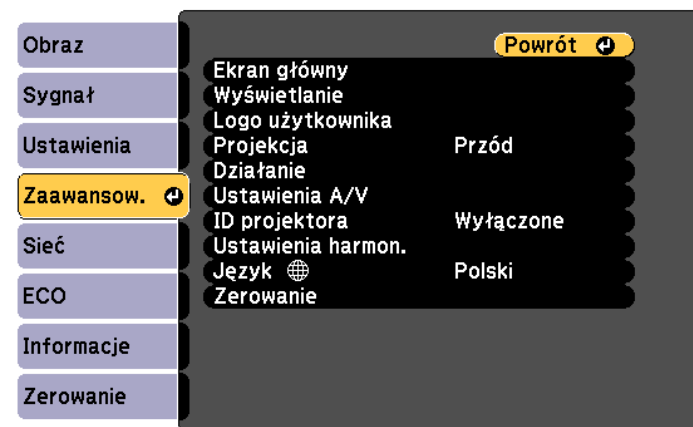 Obraz
Sygnał
Ustawienia
Zaawansow.
Sieć
ECO
Informacje
Zerowanie
Powrót
Ekran główny
Wyświetlanie
Logo użytkownika
Projekcja Przód
Działanie
Ustawienia A/V
ID projektora Wyłączone
Ustawienia harmon.
Język Polski
Zerowanie